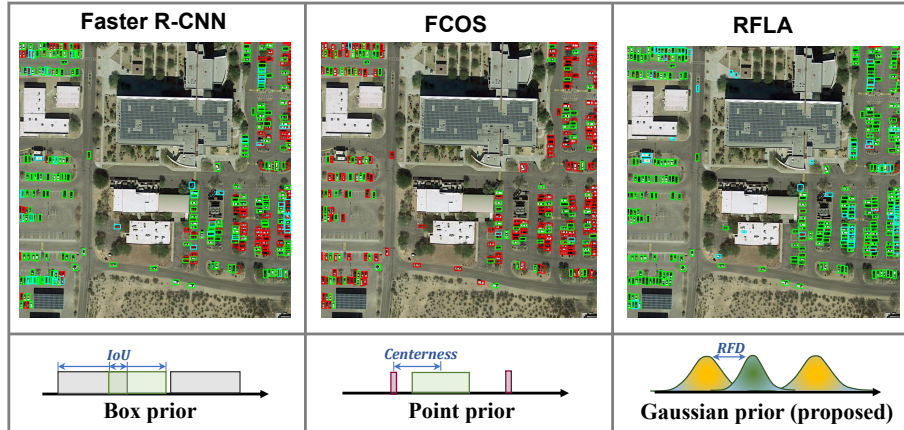 Faster R-CNN
FCOS
RFLA
IoU
Box prior
Centerness
Point prior
RFD
Gaussian prior (proposed)